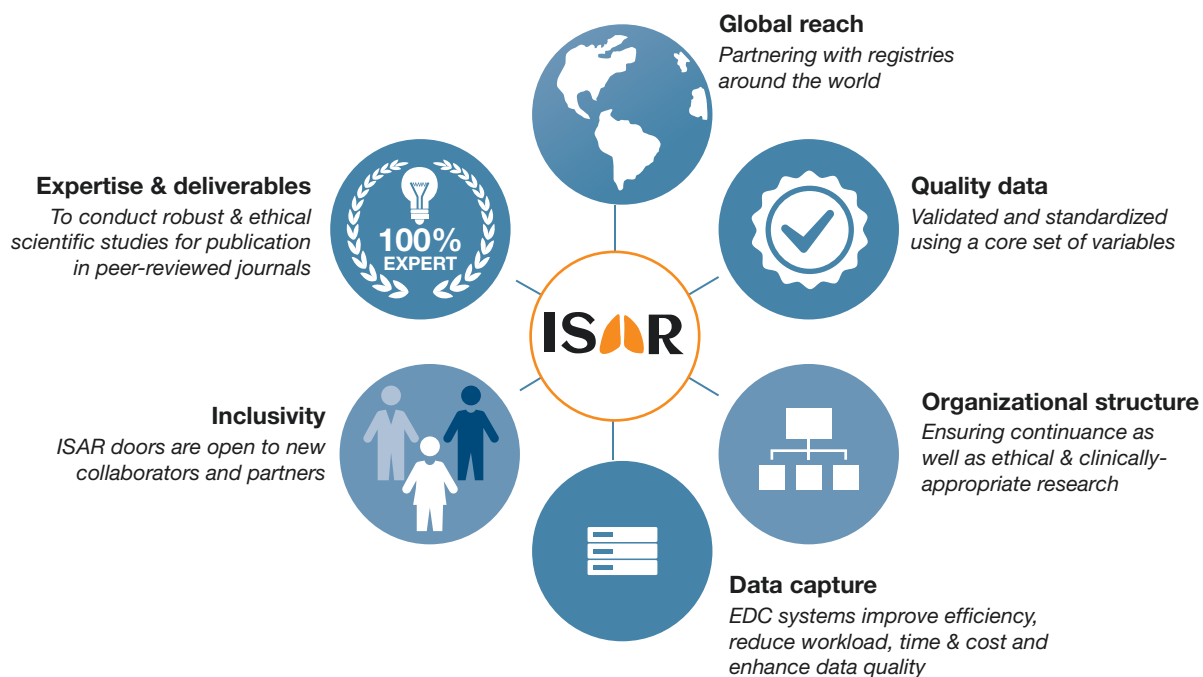 Global reach
Partnering with registries
around the world
Expertise & deliverables
To conduct robust & ethical
scientific studies for publication
in peer-reviewed journals
100%
EXPERT
Quality data
Validated and standardized
using a core set of variables
ISAR
Inclusivity
ISAR doors are open to new
collaborators and partners
Organizational structure
Ensuring continuance as
well as ethical & clinically-
appropriate research
Data capture
EDC systems improve efficiency,
reduce workload, time & cost and
enhance data quality